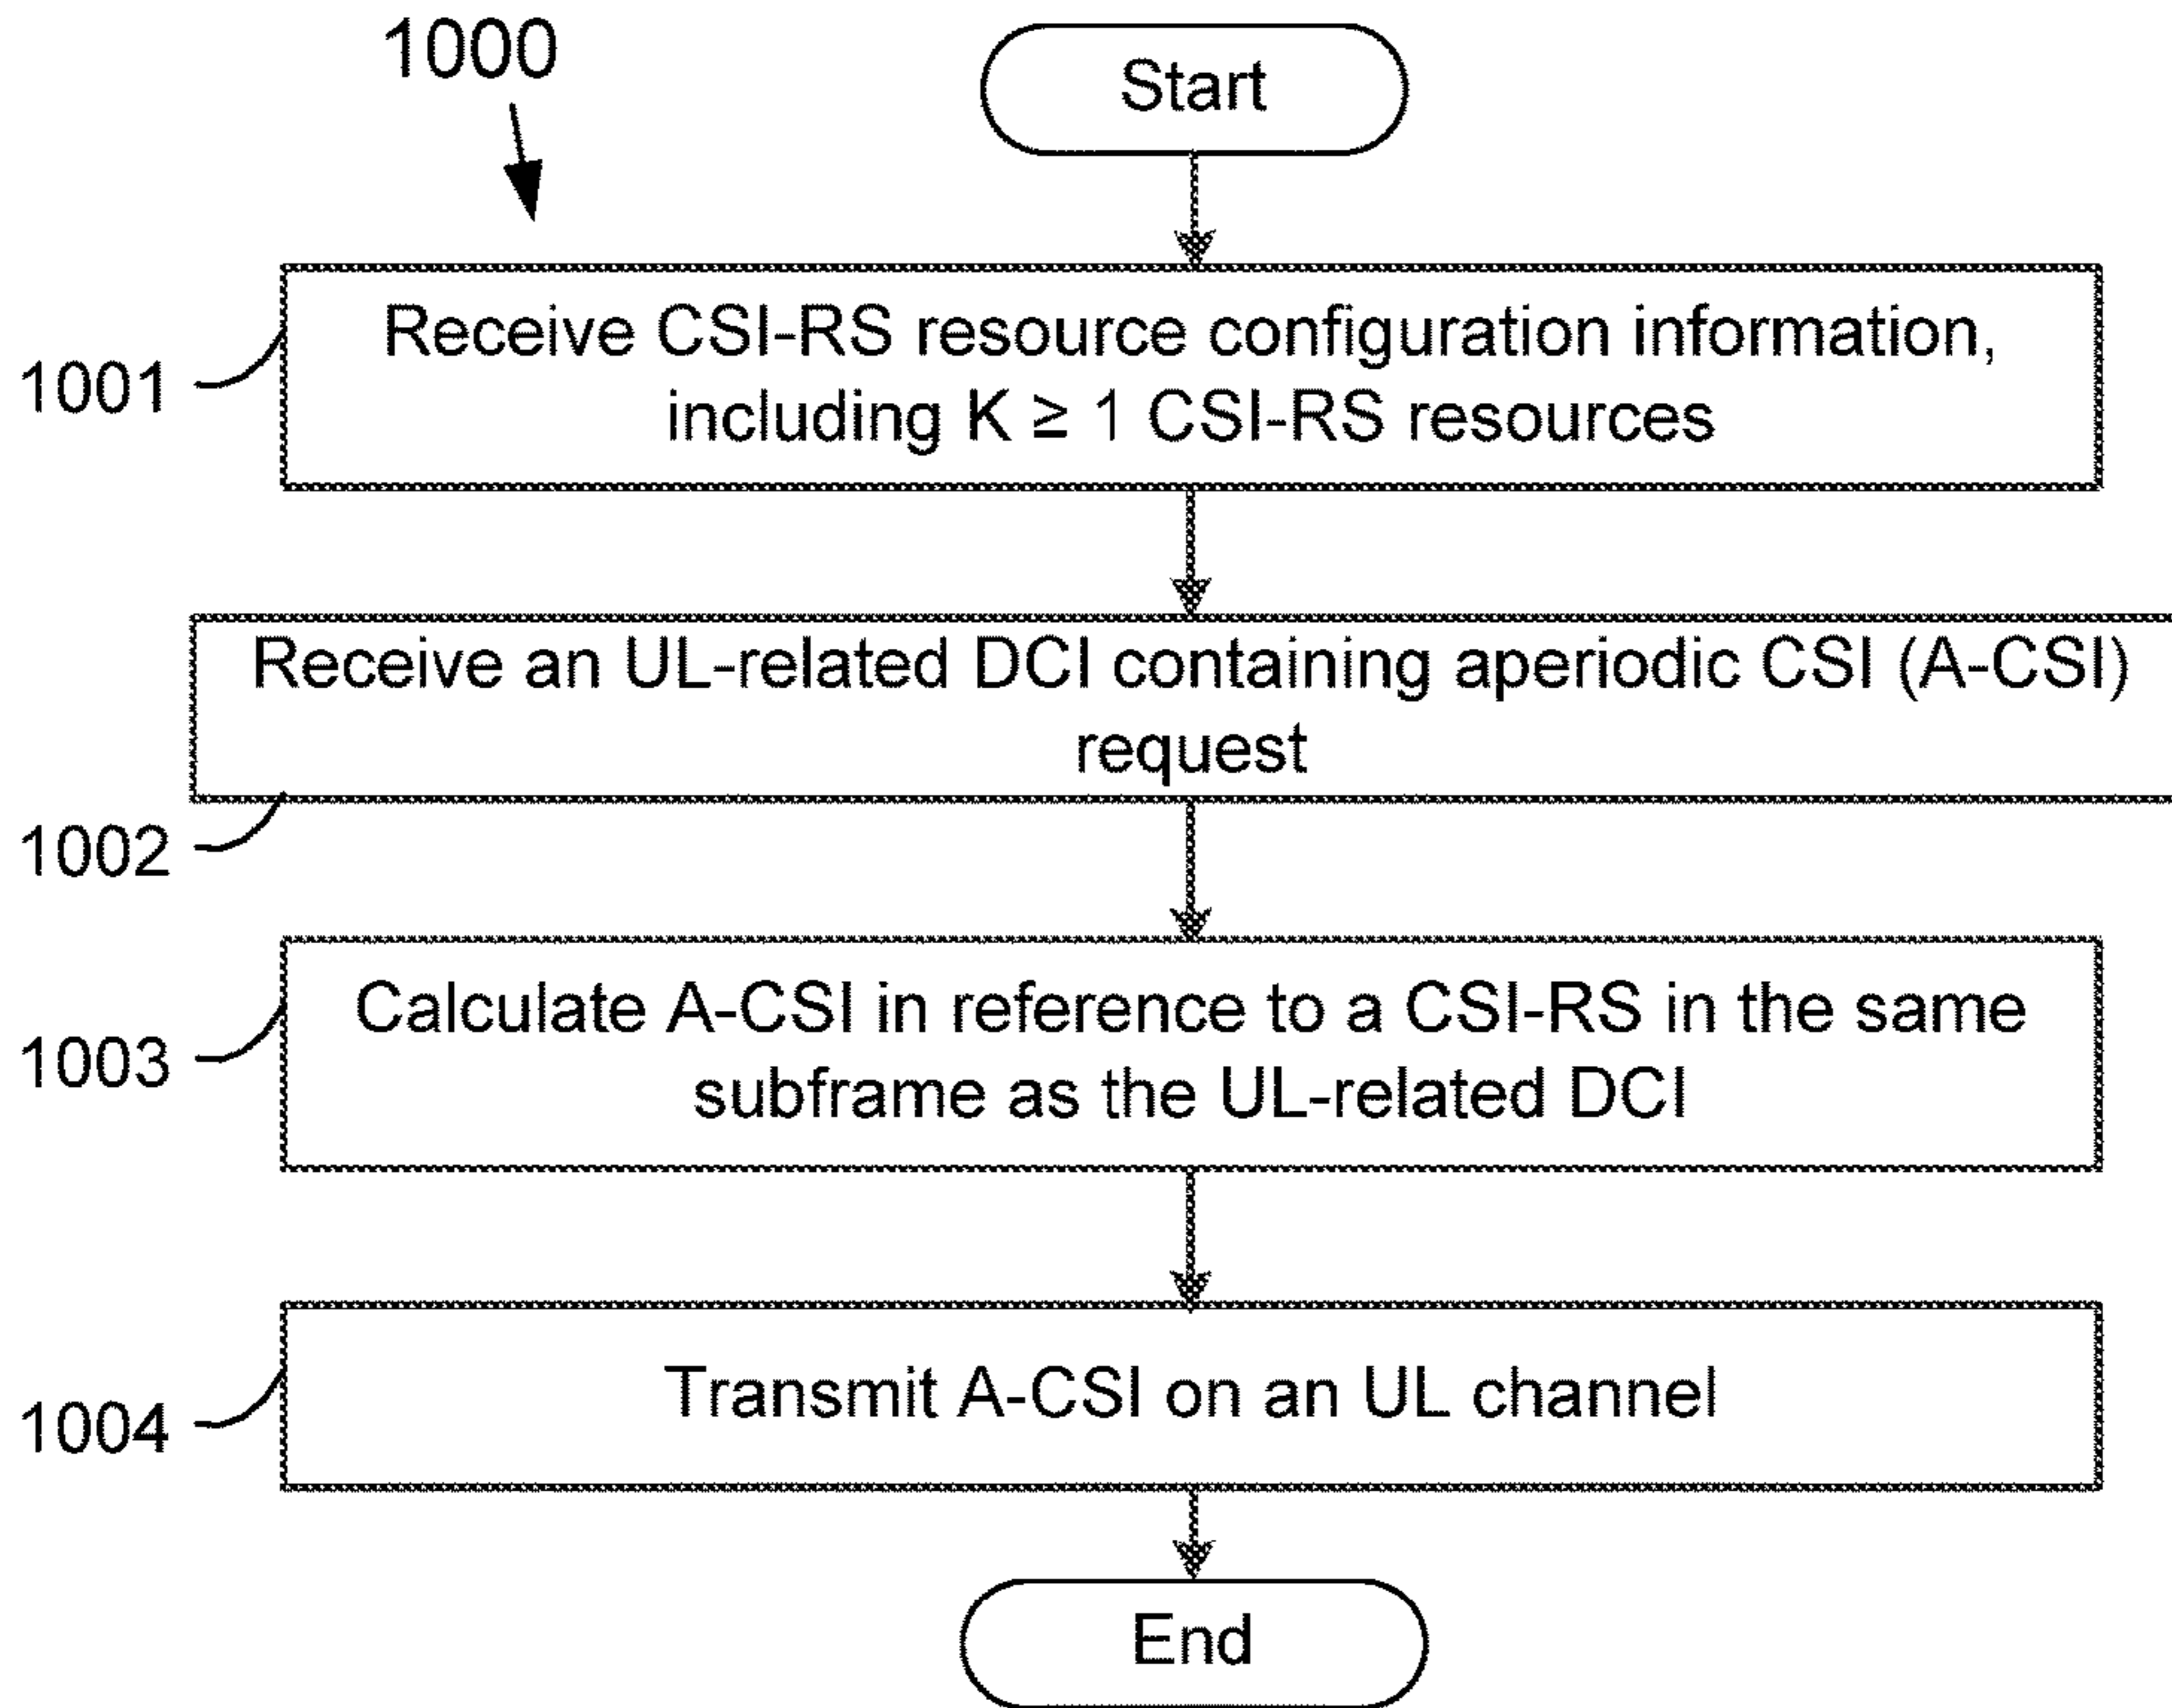 1000
Start
1001
Receive CSI-RS resource configuration information,
including K ≥ 1 CSI-RS resources
Receive an UL-related DCI containing aperiodic CSI (A-CSI)
request
1002
1003
Calculate A-CSI in reference to a CSI-RS in the same
subframe as the UL-related DCI
1004
Transmit A-CSI on an UL channel
End